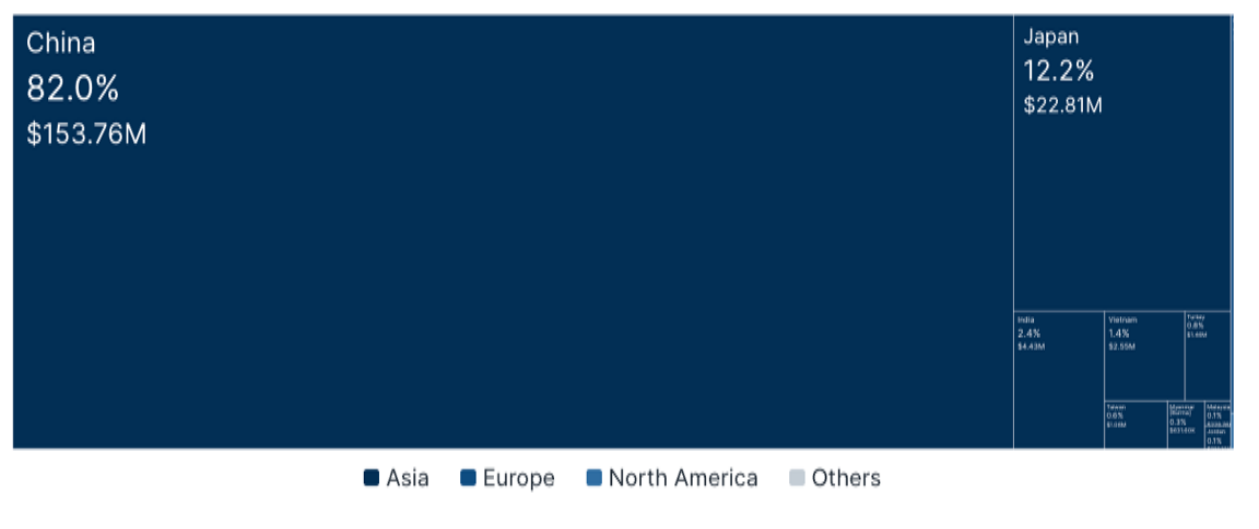 China
82.0%
$153.76M
Japan
12.2%
$22.81M
India
2.4%
$4.43M
Vietnam
1.4%
$2.55M
Turkey
0.8%
Taiwan
0.6%
Myanmar
0.3%
Malaysia
0.1%
Jordan
0.1%
Asia
Europe
North America
Others